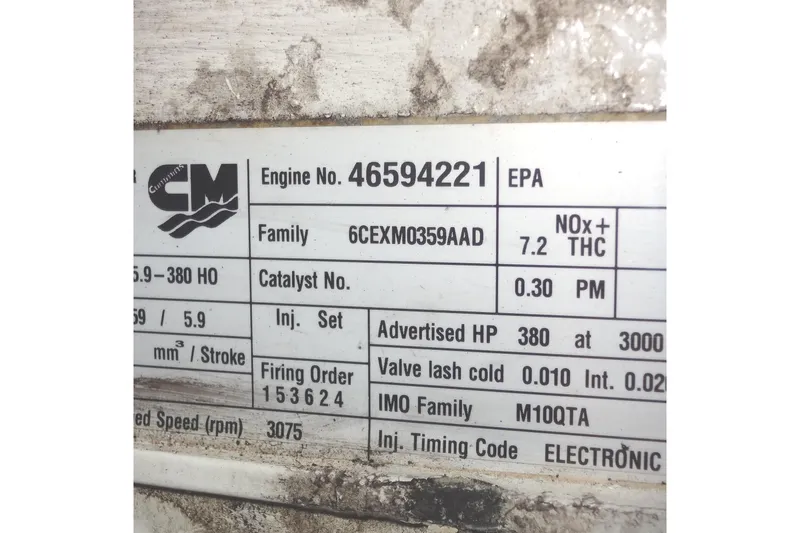 R
Cummins
CM
Engine No. 46594221
EPA
Family 6CEXM0359AAD
7.2 NOx + THC
5.9-380 HO
Catalyst No.
0.30 PM
59 / 5.9
Inj. Set
Advertised HP 380 at 3000
mm³ / Stroke
Firing Order
153624
Valve lash cold 0.010 Int. 0.020
IMO Family M10QTA
ed Speed (rpm) 3075
Inj. Timing Code ELECTRONIC